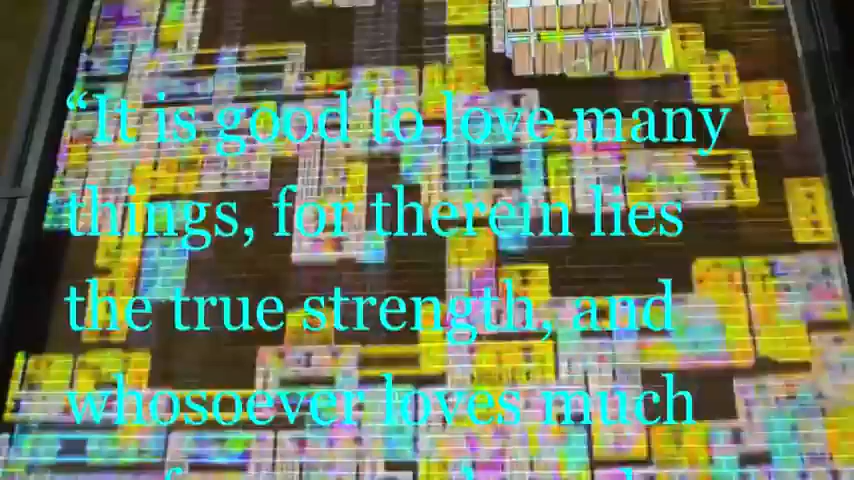 “It is good to love many
things, for therein lies
the true strength, and
whosoever loves much